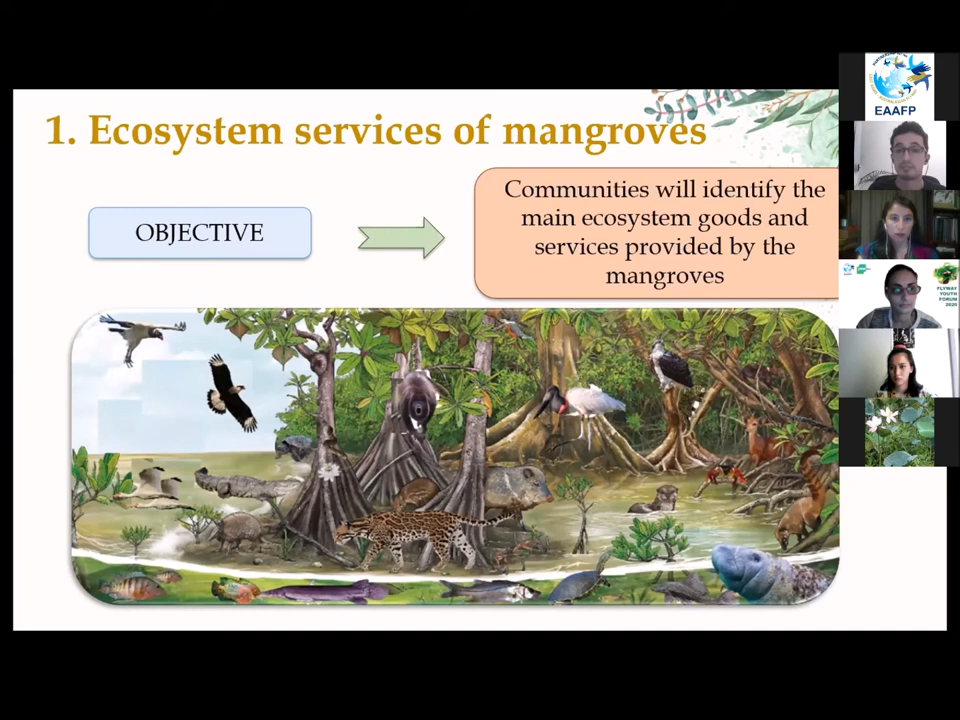 1. Ecosystem services of mangroves
OBJECTIVE
Communities will identify the
main ecosystem goods and
services provided by the
mangroves
EAAFP
FLYWAY
YOUTH
FORUM
2020